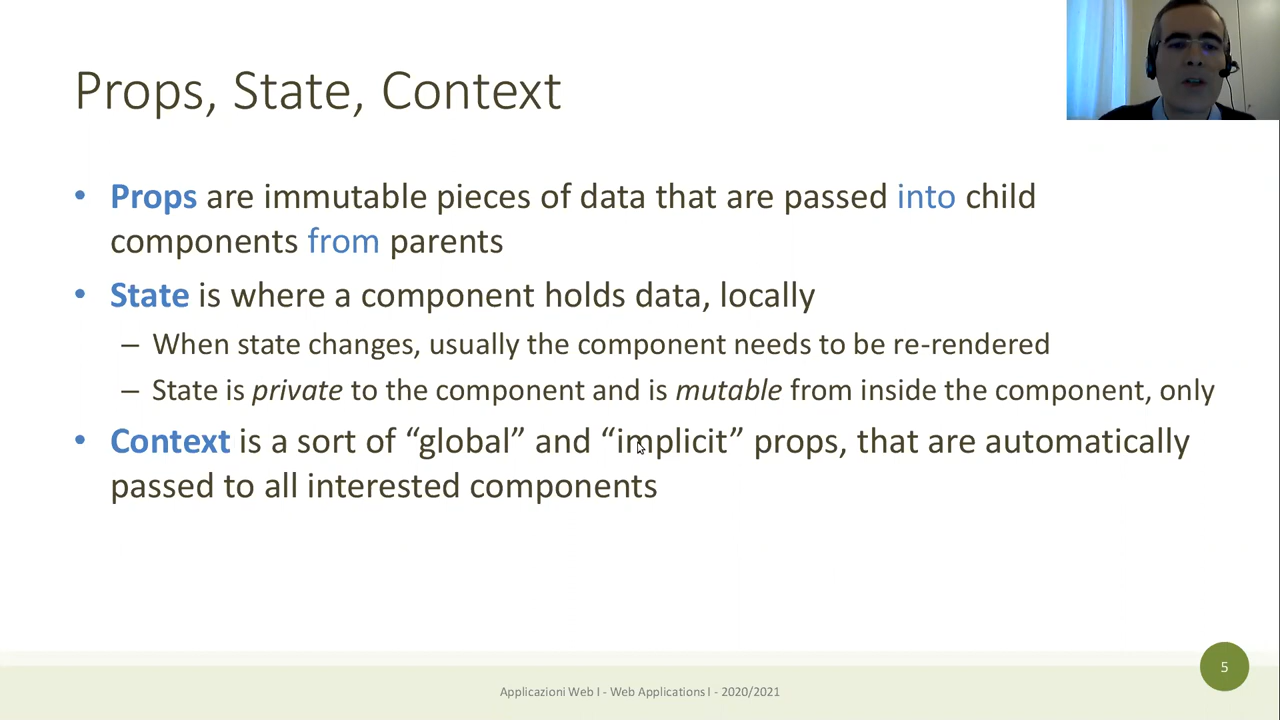 Props, State, Context
• Props are immutable pieces of data that are passed into child
components from parents
• State is where a component holds data, locally
– When state changes, usually the component needs to be re-rendered
– State is private to the component and is mutable from inside the component, only
• Context is a sort of “global” and “implicit” props, that are automatically
passed to all interested components
5
Applicazioni Web I - Web Applications I - 2020/2021